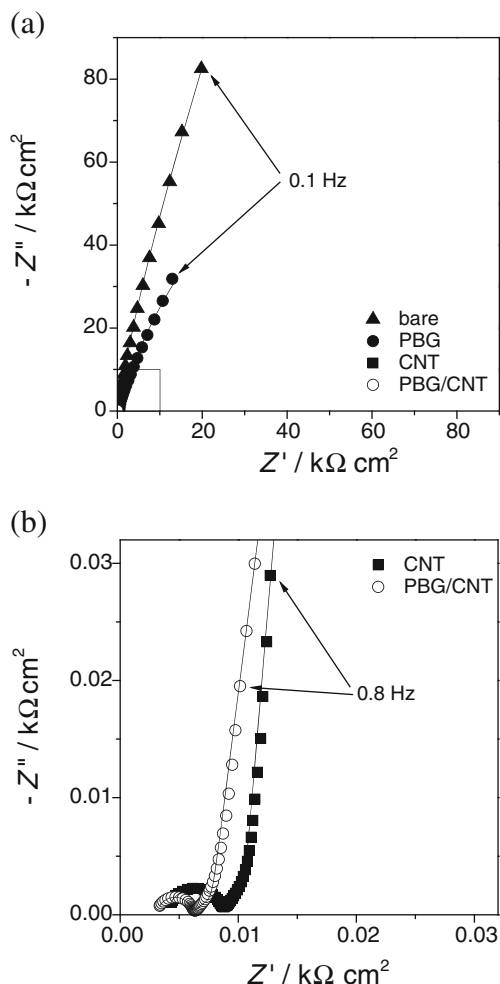 (a)
80
60
40
20
0
- Z" / kΩ cm²
0.1 Hz
bare
PBG
CNT
PBG/CNT
0 20 40 60 80
Z' / kΩ cm²
(b)
0.03
0.02
0.01
0.00
- Z" / kΩ cm²
CNT
PBG/CNT
0.8 Hz
0.00 0.01 0.02 0.03
Z' / kΩ cm²